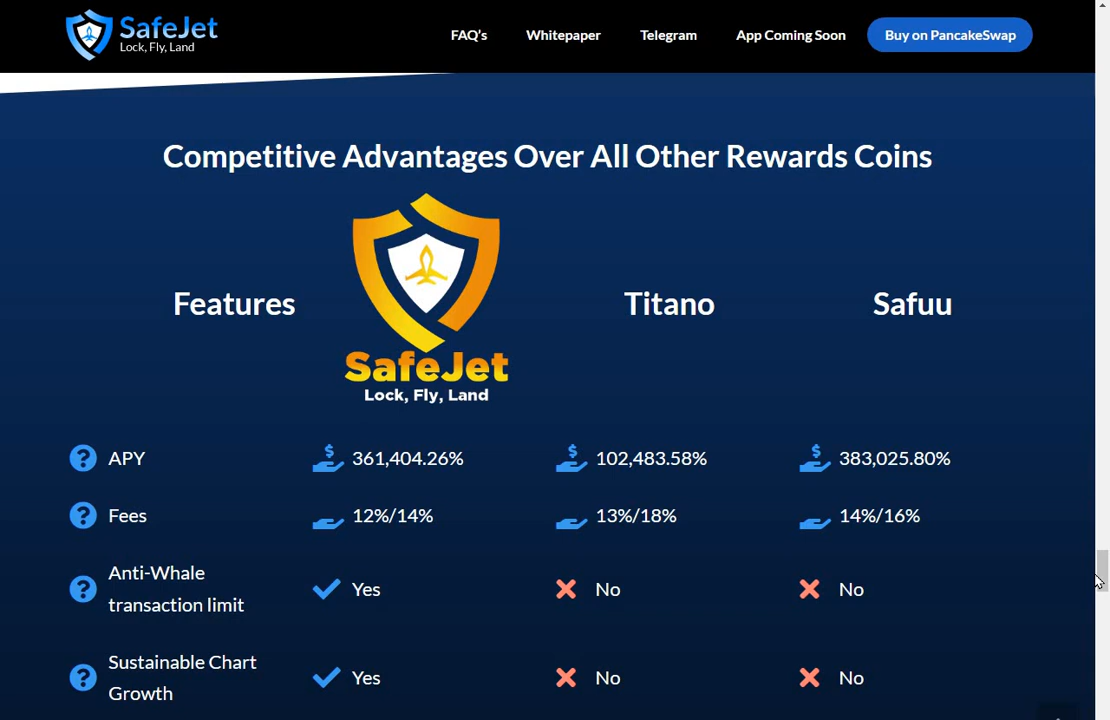 SafeJet
Lock, Fly, Land
FAQ's
Whitepaper
Telegram
App Coming Soon
Buy on PancakeSwap
Competitive Advantages Over All Other Rewards Coins
Features
SafeJet
Lock, Fly, Land
Titano
Safuu
APY
361,404.26%
102,483.58%
383,025.80%
Fees
12%/14%
13%/18%
14%/16%
Anti-Whale
transaction limit
Yes
No
No
Sustainable Chart
Growth
Yes
No
No